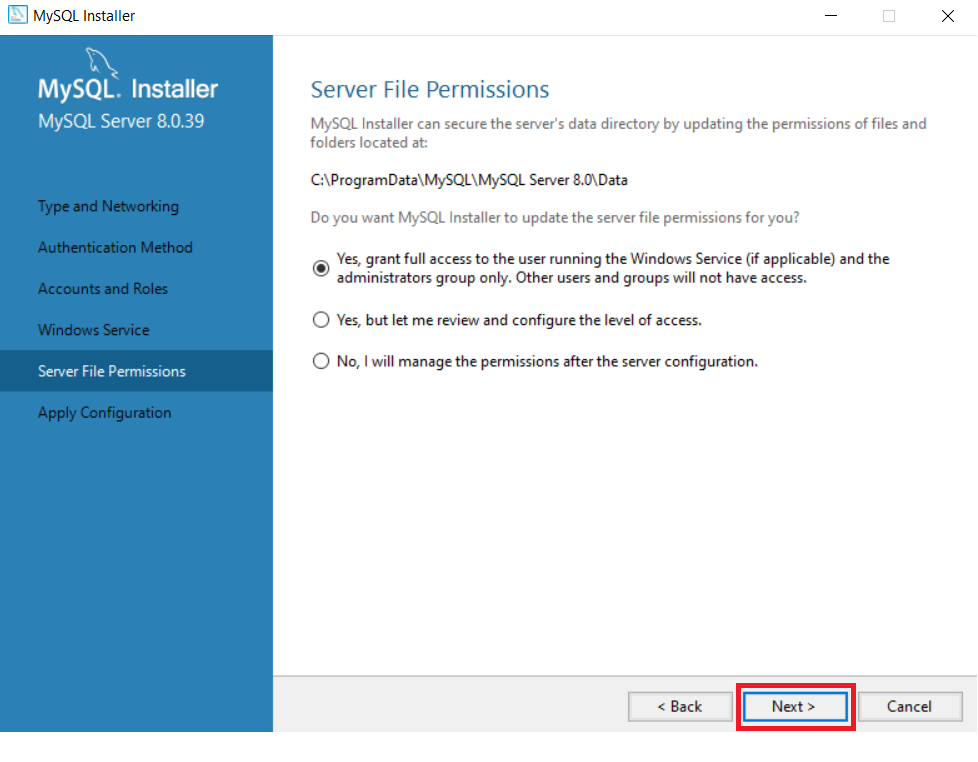 MySQL Installer
MySQL. Installer
MySQL Server 8.0.39
Type and Networking
Authentication Method
Accounts and Roles
Windows Service
Server File Permissions
Apply Configuration
Server File Permissions
MySQL Installer can secure the server's data directory by updating the permissions of files and
folders located at:
C:\ProgramData\MySQL\MySQL Server 8.0\Data
Do you want MySQL Installer to update the server file permissions for you?
Yes, grant full access to the user running the Windows Service (if applicable) and the
administrators group only. Other users and groups will not have access.
Yes, but let me review and configure the level of access.
No, I will manage the permissions after the server configuration.
< Back
Next >
Cancel